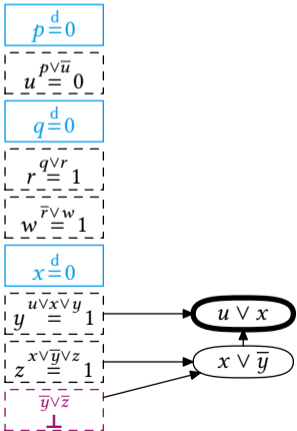 p d= 0
u p∨u̅= 0
q d= 0
r q∨r= 1
w r̅∨w= 1
x d= 0
y u∨x∨y= 1
u ∨ x
z x∨y̅∨z= 1
x ∨ y̅
y̅∨z̅
⊥